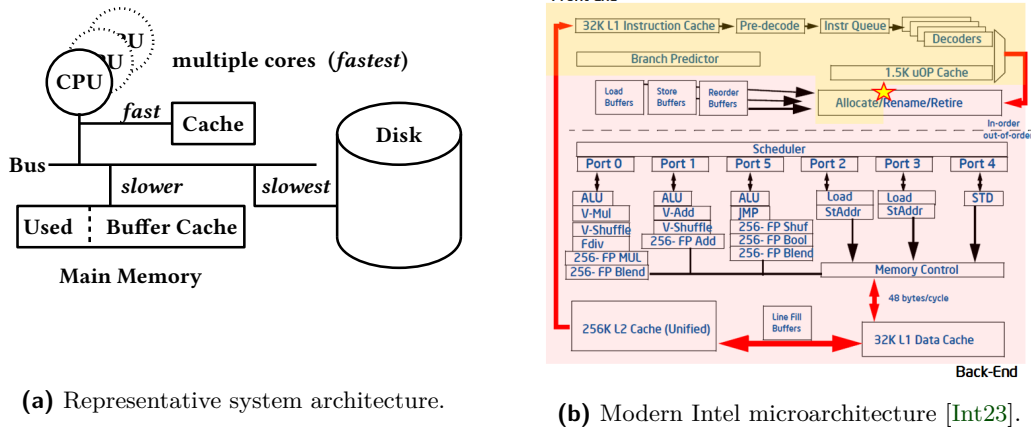 CPU
PU
PU
multiple cores (fastest)
fast
Cache
Disk
Bus
slower
slowest
Used
Buffer Cache
Main Memory
(a) Representative system architecture.
32K L1 Instruction Cache
Pre-decode
Instr Queue
Decoders
Branch Predictor
1.5K uOP Cache
Load
Buffers
Store
Buffers
Reorder
Buffers
Allocate/Rename/Retire
In-order
out-of-order
Scheduler
Port 0
Port 1
Port 5
Port 2
Port 3
Port 4
ALU
V-Mul
V-Shuffle
Fdiv
256- FP MUL
256- FP Blend
ALU
V-Add
V-Shuffle
256- FP Add
ALU
JMP
256- FP Shuf
256- FP Bool
256- FP Blend
Load
StAddr
Load
StAddr
STD
Memory Control
48 bytes/cycle
256K L2 Cache (Unified)
Line Fill
Buffers
32K L1 Data Cache
Back-End
(b) Modern Intel microarchitecture [Int23].